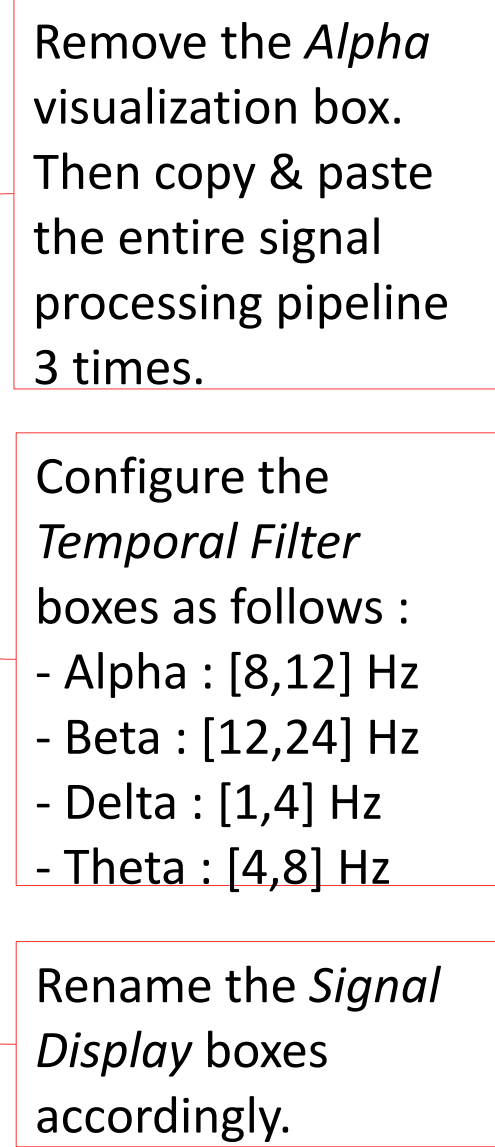 Remove the Alpha
visualization box.
Then copy & paste
the entire signal
processing pipeline
3 times.
Configure the
Temporal Filter
boxes as follows :
- Alpha : [8,12] Hz
- Beta : [12,24] Hz
- Delta : [1,4] Hz
- Theta : [4,8] Hz
Rename the Signal
Display boxes
accordingly.